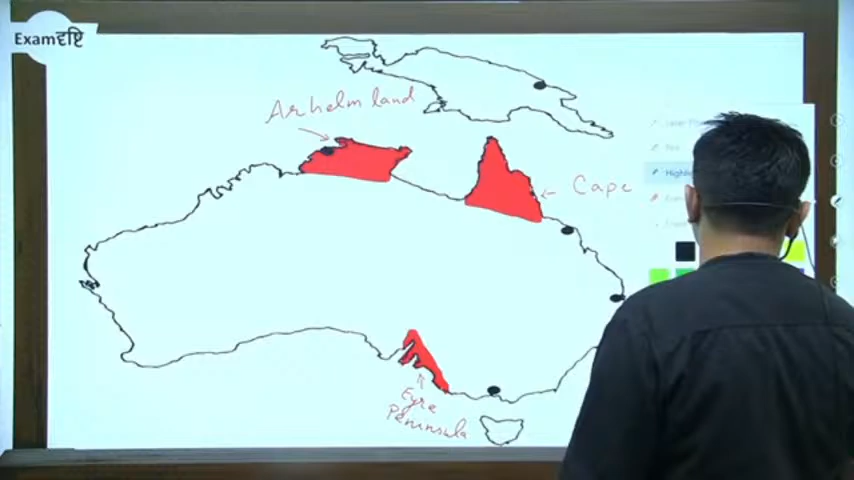 Examदृष्टि
Arhelm land
Cape
Eyre
Peninsula